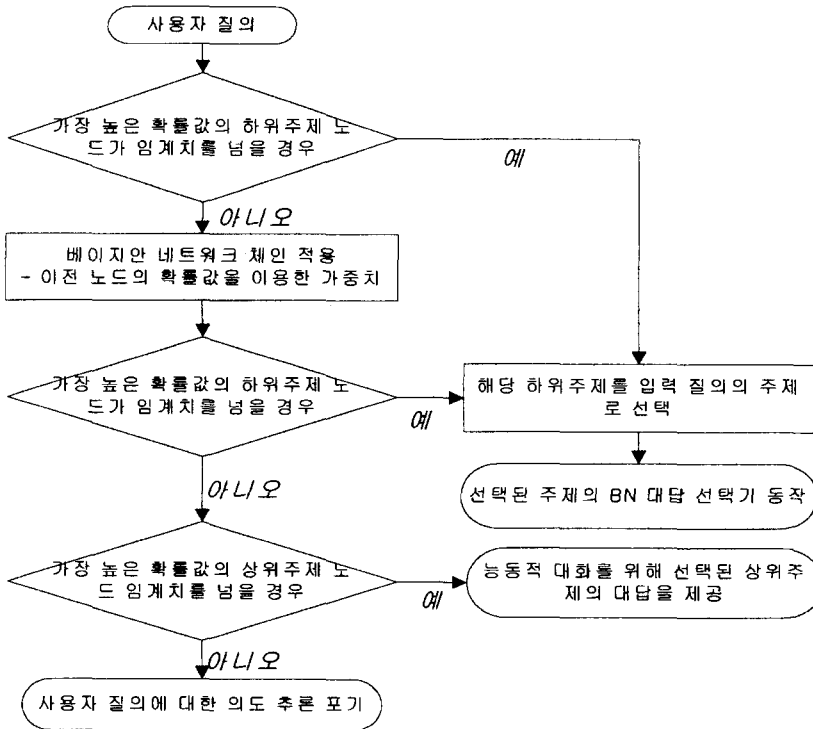 사용자 질의
가장 높은 확률값의 하위주제 노
드가 임계치를 넘을 경우
예
아니오
베이지안 네트워크 체인 적용
- 이전 노드의 확률값을 이용한 가중치
가장 높은 확률값의 하위주제 노
드가 임계치를 넘을 경우
예
해당 하위주제를 입력 질의의 주제
로 선택
아니오
선택된 주제의 BN 대답 선택기 동작
가장 높은 확률값의 상위주제 노
드 임계치를 넘을 경우
예
능동적 대화를 위해 선택된 상위주
제의 대답을 제공
아니오
사용자 질의에 대한 의도 추론 포기